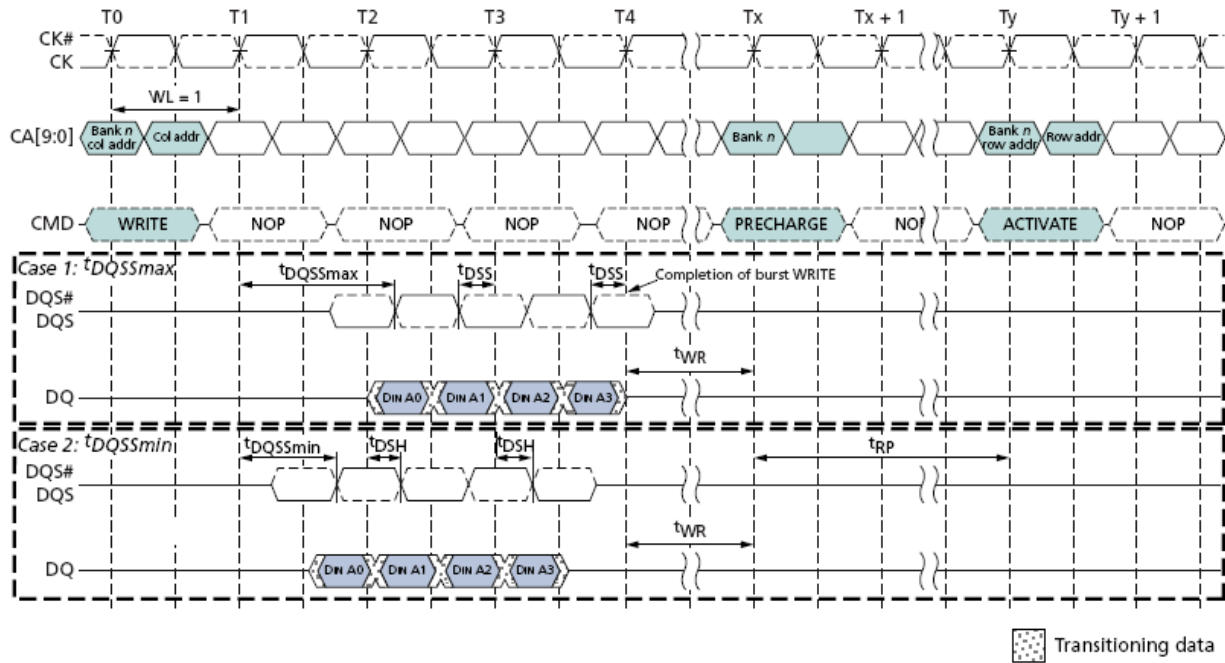 T0 T1 T2 T3 T4 Tx Tx + 1 Ty Ty + 1
CK#
CK
WL = 1
CA[9:0]
Bank n
col addr
Col addr
Bank n
Bank n
row addr
Row addr
CMD WRITE NOP NOP NOP NOP PRECHARGE NOP ACTIVATE NOP
Case 1: tDQSSmax
tDQSSmax tDSS tDSS Completion of burst WRITE
DQS#
DQS
tWR
DQ DIN A0 DIN A1 DIN A2 DIN A3
Case 2: tDQSSmin
tDQSSmin tDSH tDSH tRP
DQS#
DQS
tWR
DQ DIN A0 DIN A1 DIN A2 DIN A3
Transitioning data